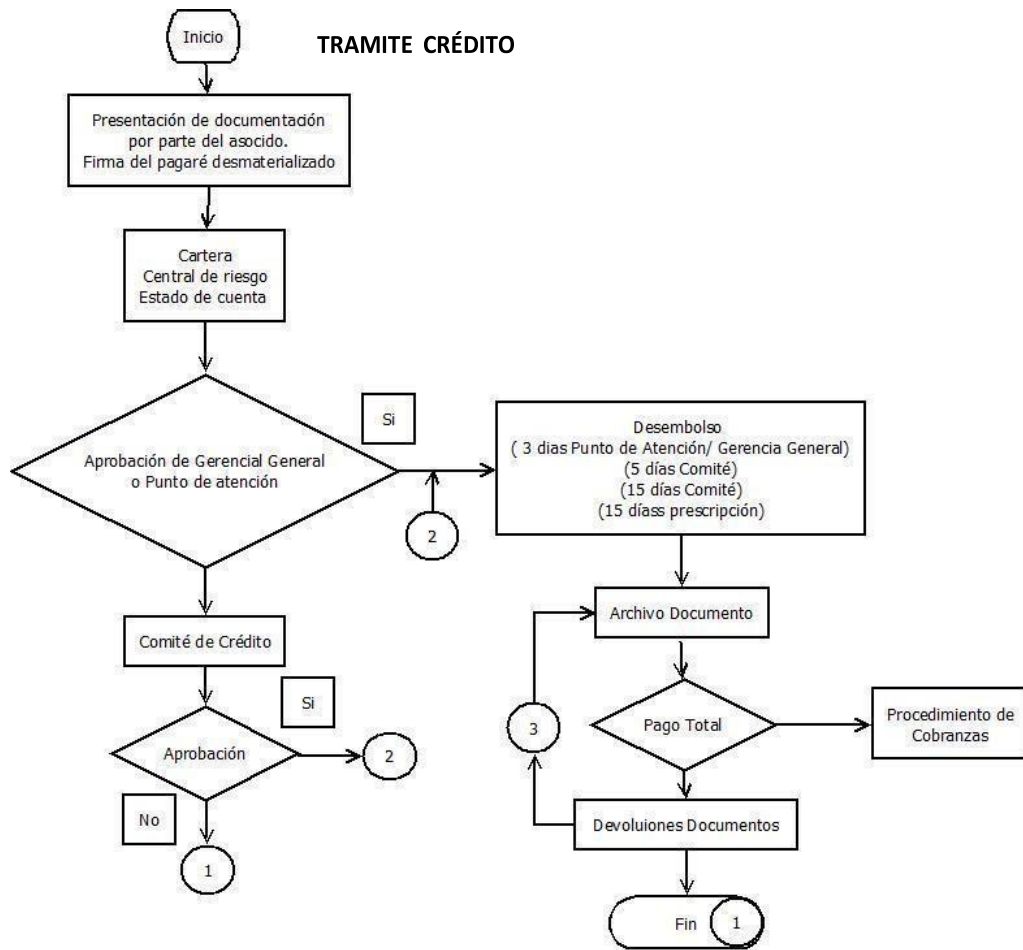 TRAMITE CRÉDITO
Inicio
Presentación de documentación
por parte del asocido.
Firma del pagaré desmaterializado
Cartera
Central de riesgo
Estado de cuenta
Aprobación de Gerencial General
o Punto de atención
Si
2
Desembolso
( 3 dias Punto de Atención/ Gerencia General)
(5 días Comité)
(15 días Comité)
(15 díass prescripción)
Comité de Crédito
Si
Aprobación
2
No
1
Archivo Documento
3
Pago Total
Procedimiento de
Cobranzas
Devoluiones Documentos
Fin
1